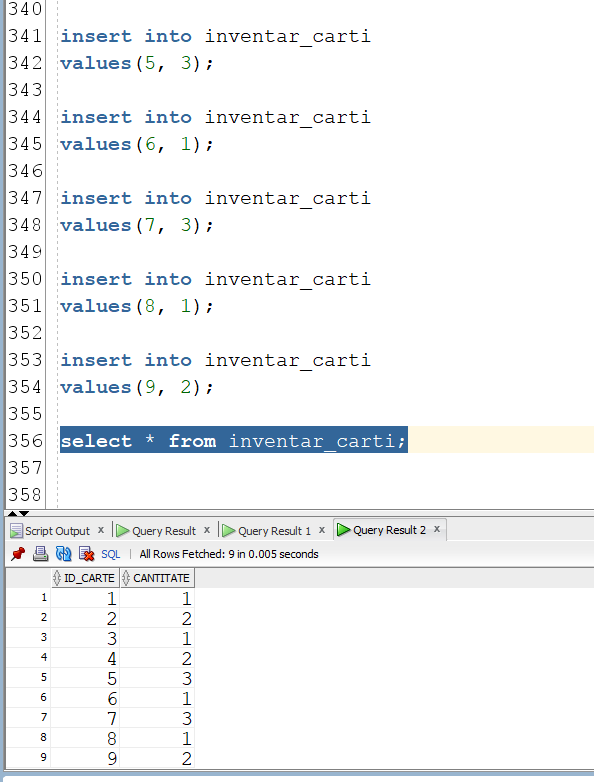 340
341 insert into inventar_carti
342 values(5, 3);
343
344 insert into inventar_carti
345 values(6, 1);
346
347 insert into inventar_carti
348 values(7, 3);
349
350 insert into inventar_carti
351 values(8, 1);
352
353 insert into inventar_carti
354 values(9, 2);
355
356 select * from inventar_carti;
357
358
Script Output x Query Result x Query Result 1 x Query Result 2 x
SQL | All Rows Fetched: 9 in 0.005 seconds
ID_CARTE CANTITATE
1 1 1
2 2 2
3 3 1
4 4 2
5 5 3
6 6 1
7 7 3
8 8 1
9 9 2